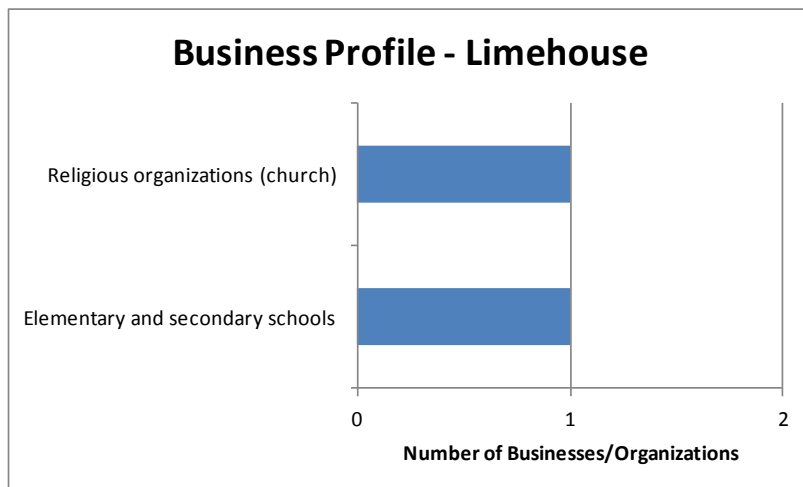 Business Profile - Limehouse
Religious organizations (church)
Elementary and secondary schools
0 1 2
Number of Businesses/Organizations